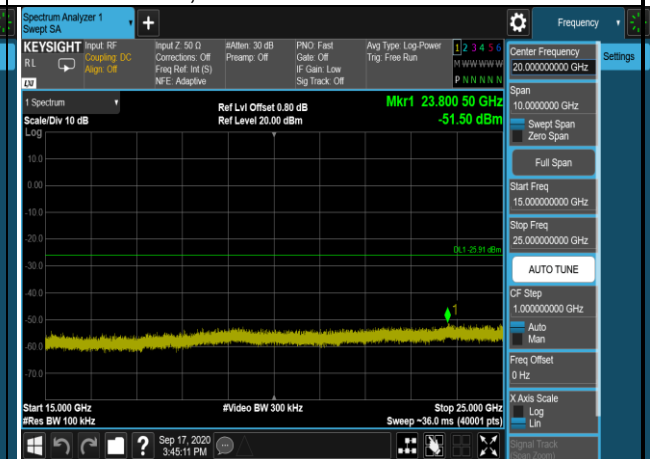 Spectrum Analyzer 1
Swept SA
Frequency
KEYSIGHT
RL
LXI
Input: RF
Coupling: DC
Align: Off
Input Z: 50 Ω
Corrections: Off
Freq Ref: Int (S)
NFE: Adaptive
#Atten: 30 dB
Preamp: Off
PNO: Fast
Gate: Off
IF Gain: Low
Sig Track: Off
Avg Type: Log-Power
Trig: Free Run
1 2 3 4 5 6
M W W W W W
P N N N N N
1 Spectrum
Scale/Div 10 dB
Log
Ref Lvl Offset 0.80 dB
Ref Level 20.00 dBm
Mkr1 23.800 50 GHz
-51.50 dBm
10.0
0.00
-10.0
-20.0
-30.0
-40.0
-50.0
-60.0
-70.0
DL1 -25.91 dBm
1
Start 15.000 GHz
#Res BW 100 kHz
#Video BW 300 kHz
Stop 25.000 GHz
Sweep ~36.0 ms (40001 pts)
Sep 17, 2020
3:45:11 PM
Center Frequency
20.000000000 GHz
Settings
Span
10.0000000 GHz
Swept Span
Zero Span
Full Span
Start Freq
15.000000000 GHz
Stop Freq
25.000000000 GHz
AUTO TUNE
CF Step
1.000000000 GHz
Auto
Man
Freq Offset
0 Hz
X Axis Scale
Log
Lin
Signal Track
(Span Zoom)